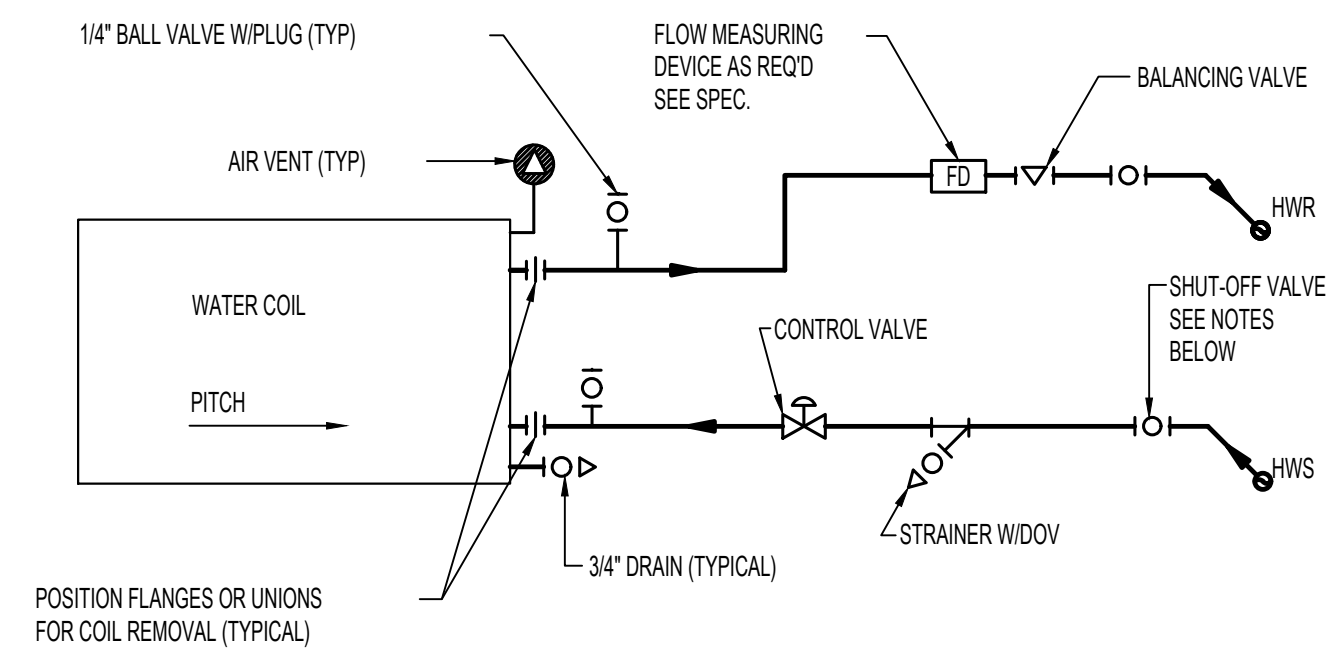 1/4" BALL VALVE W/PLUG (TYP)
FLOW MEASURING
DEVICE AS REQ'D
SEE SPEC.
BALANCING VALVE
AIR VENT (TYP)
FD
HWR
WATER COIL
SHUT-OFF VALVE
SEE NOTES
BELOW
CONTROL VALVE
PITCH
HWS
STRAINER W/DOV
3/4" DRAIN (TYPICAL)
POSITION FLANGES OR UNIONS
FOR COIL REMOVAL (TYPICAL)